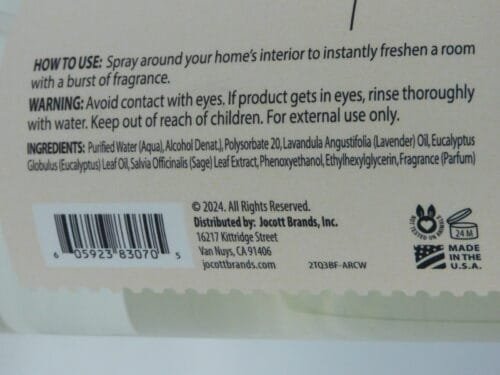 HOW TO USE: Spray around your home's interior to instantly freshen a room
with a burst of fragrance.
WARNING: Avoid contact with eyes. If product gets in eyes, rinse thoroughly
with water. Keep out of reach of children. For external use only.
INGREDIENTS: Purified Water (Aqua), Alcohol Denat., Polysorbate 20, Lavandula Angustifolia (Lavender) Oil, Eucalyptus
Globulus (Eucalyptus) Leaf Oil, Salvia Officinalis (Sage) Leaf Extract, Phenoxyethanol, Ethylhexylglycerin, Fragrance (Parfum)
© 2024. All Rights Reserved.
Distributed by: Jocott Brands, Inc.
16217 Kittridge Street
Van Nuys, CA 91406
jocottbrands.com
2TQ3BF-ARCW
6 05923 83070 5
NOT TESTED ON ANIMALS
24 M
MADE
IN THE
U.S.A.